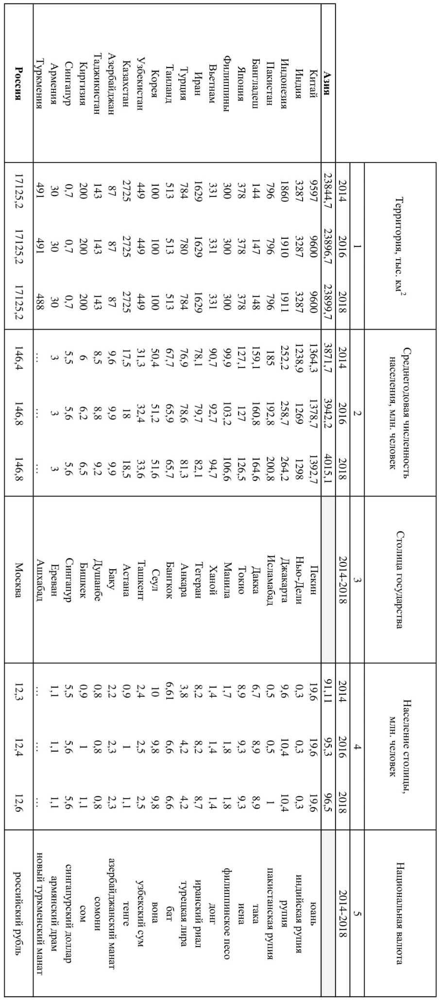 Территория, тыс. км² Среднегодовая численность населения, млн. человек Столица государства Население столицы, млн. человек Национальная валюта
1 2 3 4 5
2014 2016 2018 2014 2016 2018 2014-2018 2014 2016 2018 2014-2018
Азия 23844,7 23896,7 23899,7 3871,7 3942,2 4015,1 91,11 95,3 96,5
Китай 9597 9600 9600 1364,3 1378,7 1392,7 Пекин 19,6 19,6 19,6 юань
Индия 3287 3287 3287 1238,9 1269 1298 Нью-Дели 0,3 0,3 0,3 индийская рупия
Индонезия 1860 1910 1911 252,2 258,7 264,2 Джакарта 9,6 10,4 10,4 рупия
Пакистан 796 796 796 185 192,8 200,8 Исламабад 0,5 0,5 1 пакистанская рупия
Бангладеш 144 147 148 159,1 160,8 164,6 Дакка 6,7 8,9 8,9 така
Япония 378 378 378 127,1 127 126,5 Токио 8,9 9,3 9,3 иена
Филиппины 300 300 300 99,9 103,2 106,6 Манила 1,7 1,8 1,8 филиппинское песо
Вьетнам 331 331 331 90,7 92,7 94,7 Ханой 1,4 1,4 1,4 донг
Иран 1629 1629 1629 78,1 79,7 82,1 Тегеран 8,2 8,2 8,7 иранский риал
Турция 784 780 784 76,9 78,6 81,3 Анкара 3,8 4,2 4,2 турецкая лира
Таиланд 513 513 513 67,7 65,9 65,7 Бангкок 6,61 6,6 6,6 бат
Корея 100 100 100 50,4 51,2 51,6 Сеул 10 9,8 9,8 вона
Узбекистан 449 449 449 31,3 32,4 33,6 Ташкент 2,4 2,5 2,5 узбекский сум
Казахстан 2725 2725 2725 17,5 18 18,5 Астана 0,9 1 1,1 тенге
Азербайджан 87 87 87 9,6 9,9 9,9 Баку 2,2 2,3 2,3 азербайджанский манат
Таджикистан 143 143 143 8,5 8,8 9,2 Душанбе 0,8 0,8 0,8 сомони
Киргизия 200 200 200 6 6,2 6,5 Бишкек 0,9 1 1,1 сом
Сингапур 0,7 0,7 0,7 5,5 5,6 5,6 Сингапур 5,5 5,6 5,6 сингапурский доллар
Армения 30 30 30 3 3 3 Ереван 1,1 1,1 1,1 армянский драм
Туркмения 491 491 488 … … … Ашхабад … … … новый туркменский манат
Россия 17125,2 17125,2 17125,2 146,4 146,8 146,8 Москва 12,3 12,4 12,6 российский рубль